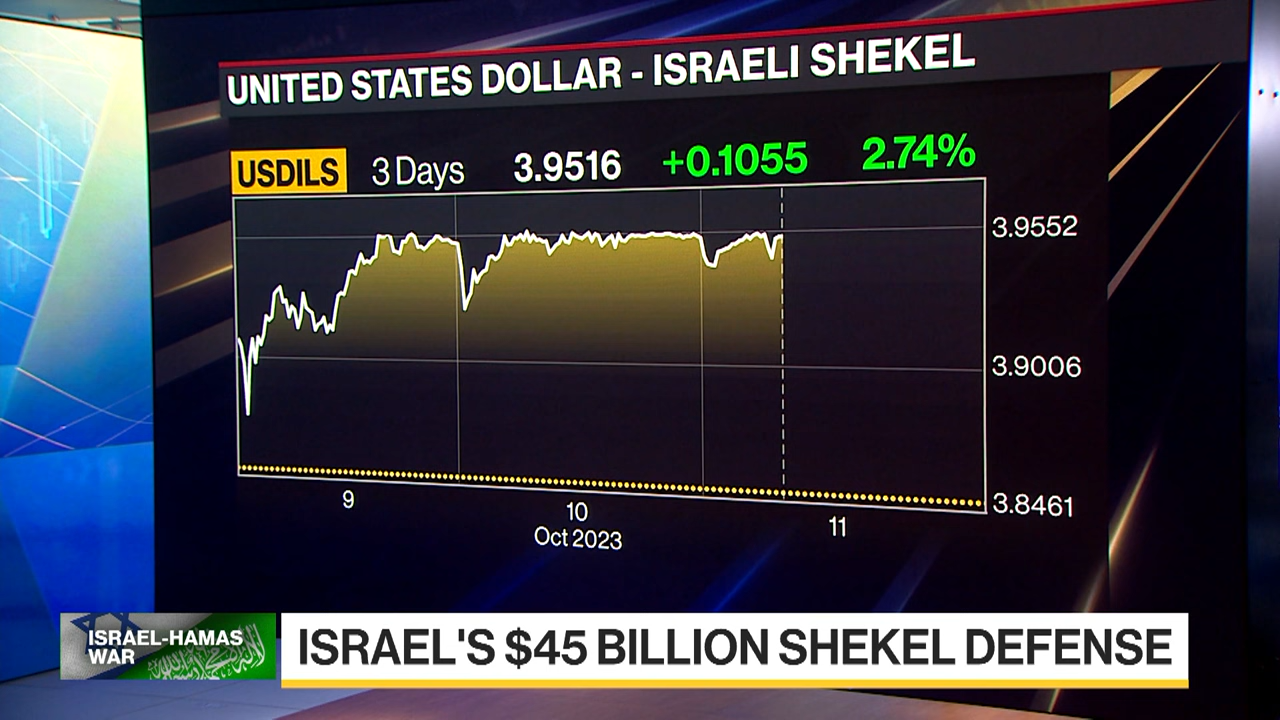 UNITED STATES DOLLAR - ISRAELI SHEKEL
USDILS 3 Days 3.9516 +0.1055 2.74%
3.9552
3.9006
3.8461
9 10 11
Oct 2023
ISRAEL-HAMAS
WAR
ISRAEL'S $45 BILLION SHEKEL DEFENSE